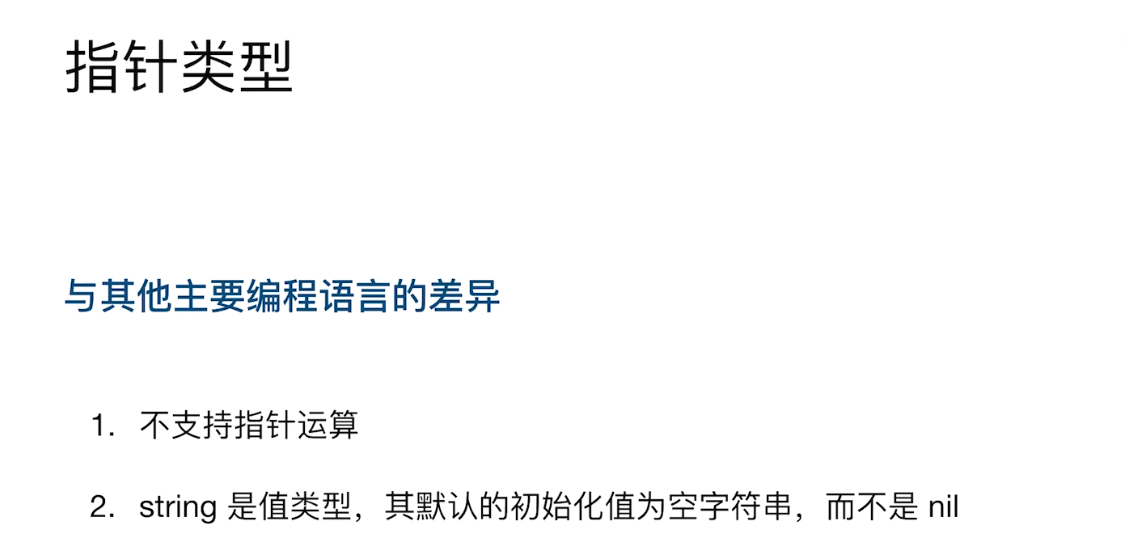 指针类型
与其他主要编程语言的差异
1. 不支持指针运算
2. string 是值类型，其默认的初始化值为空字符串，而不是 nil